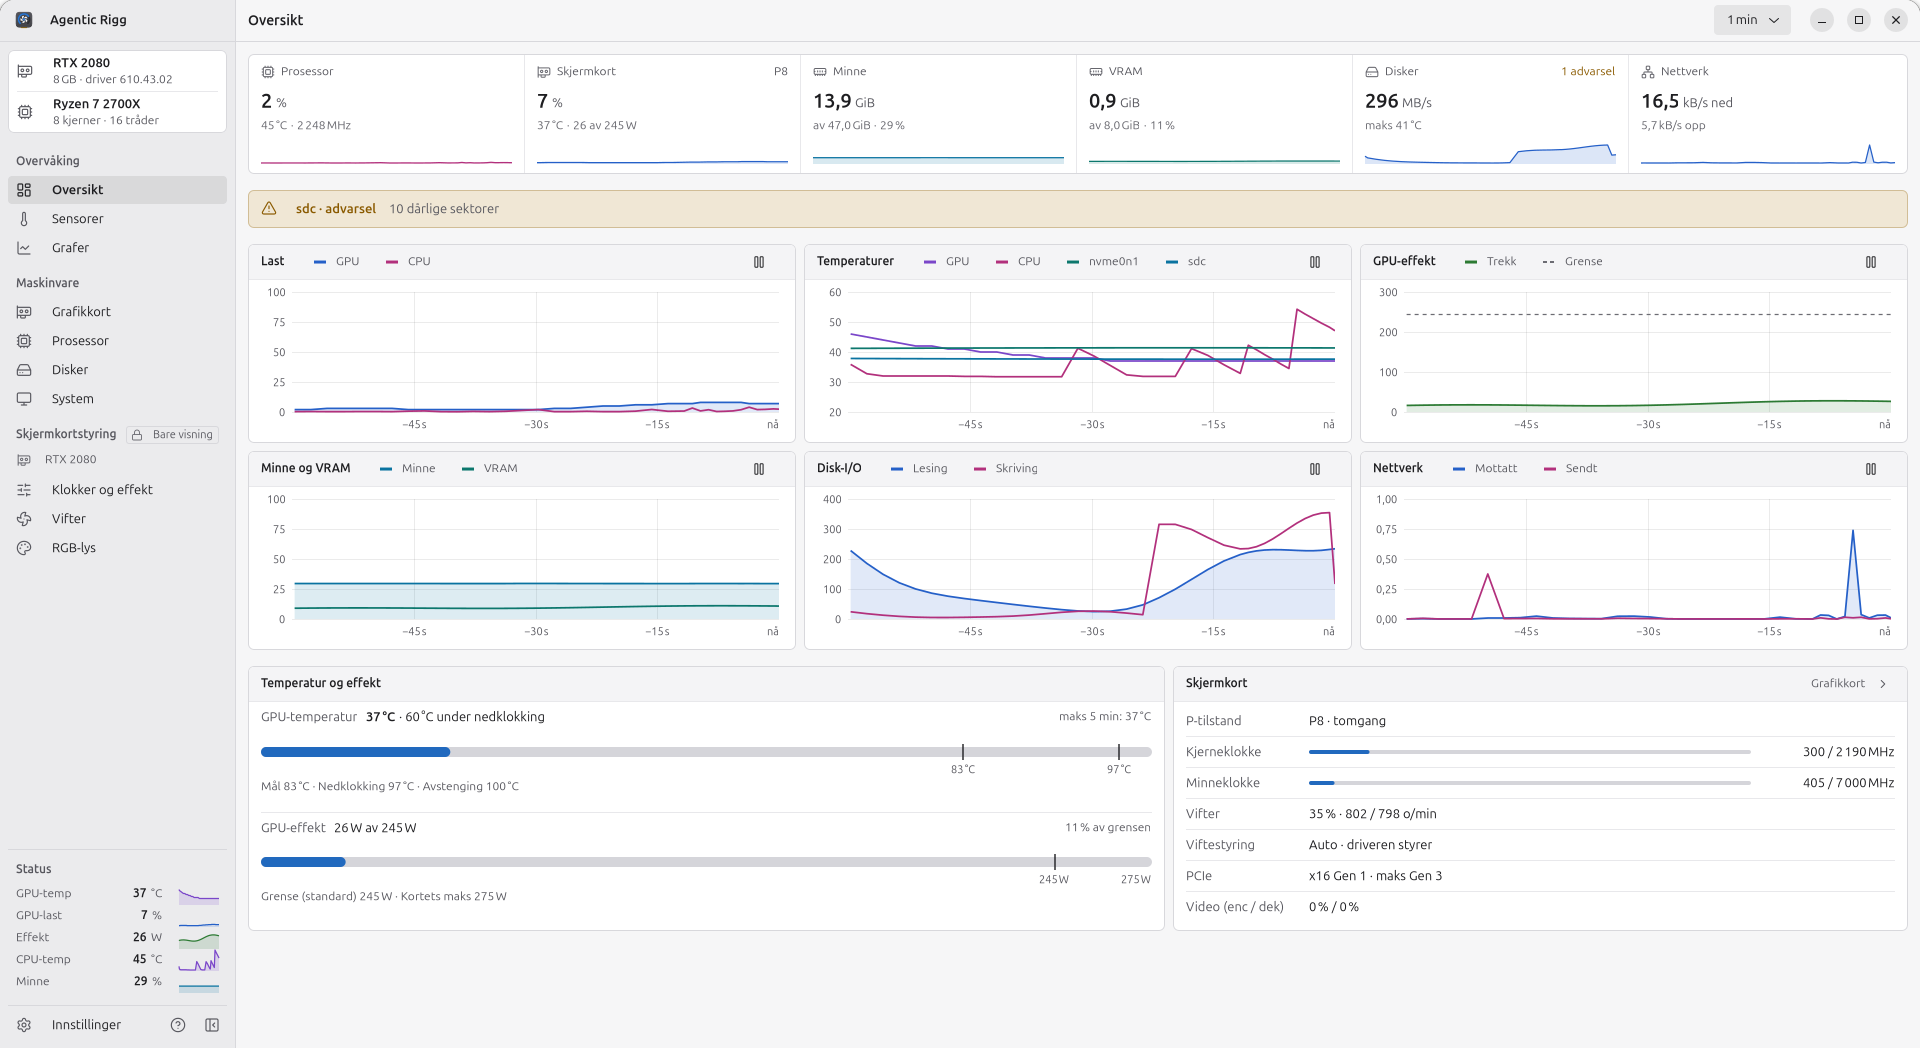 Agentic Rigg
Oversikt
1 min
RTX 2080
8 GB · driver 610.43.02
Ryzen 7 2700X
8 kjerner · 16 tråder
Overvåking
Oversikt
Sensorer
Grafer
Maskinvare
Grafikkort
Prosessor
Disker
System
Skjermkortstyring
Bare visning
RTX 2080
Klokker og effekt
Vifter
RGB-lys
Status
GPU-temp 37 °C
GPU-last 7 %
Effekt 26 W
CPU-temp 45 °C
Minne 29 %
Innstillinger
Prosessor
2 %
45 °C · 2 248 MHz
Skjermkort P8
7 %
37 °C · 26 av 245 W
Minne
13,9 GiB
av 47,0 GiB · 29 %
VRAM
0,9 GiB
av 8,0 GiB · 11 %
Disker 1 advarsel
296 MB/s
maks 41 °C
Nettverk
16,5 kB/s ned
5,7 kB/s opp
sdc · advarsel 10 dårlige sektorer
Last GPU CPU
100
75
50
25
0
−45s −30s −15s nå
Temperaturer GPU CPU nvme0n1 sdc
60
50
40
30
20
−45s −30s −15s nå
GPU-effekt Trekk Grense
300
200
100
0
−45s −30s −15s nå
Minne og VRAM Minne VRAM
100
75
50
25
0
−45s −30s −15s nå
Disk-I/O Lesing Skriving
400
300
200
100
0
−45s −30s −15s nå
Nettverk Mottatt Sendt
1,00
0,75
0,50
0,25
0,00
−45s −30s −15s nå
Temperatur og effekt
GPU-temperatur 37 °C · 60 °C under nedklokking maks 5 min: 37 °C
83 °C 97 °C
Mål 83 °C · Nedklokking 97 °C · Avstenging 100 °C
GPU-effekt 26 W av 245 W 11 % av grensen
245 W 275 W
Grense (standard) 245 W · Kortets maks 275 W
Skjermkort Grafikkort
P-tilstand P8 · tomgang
Kjerneklokke 300 / 2 190 MHz
Minneklokke 405 / 7 000 MHz
Vifter 35 % · 802 / 798 o/min
Viftestyring Auto · driveren styrer
PCIe x16 Gen 1 · maks Gen 3
Video (enc / dek) 0 % / 0 %